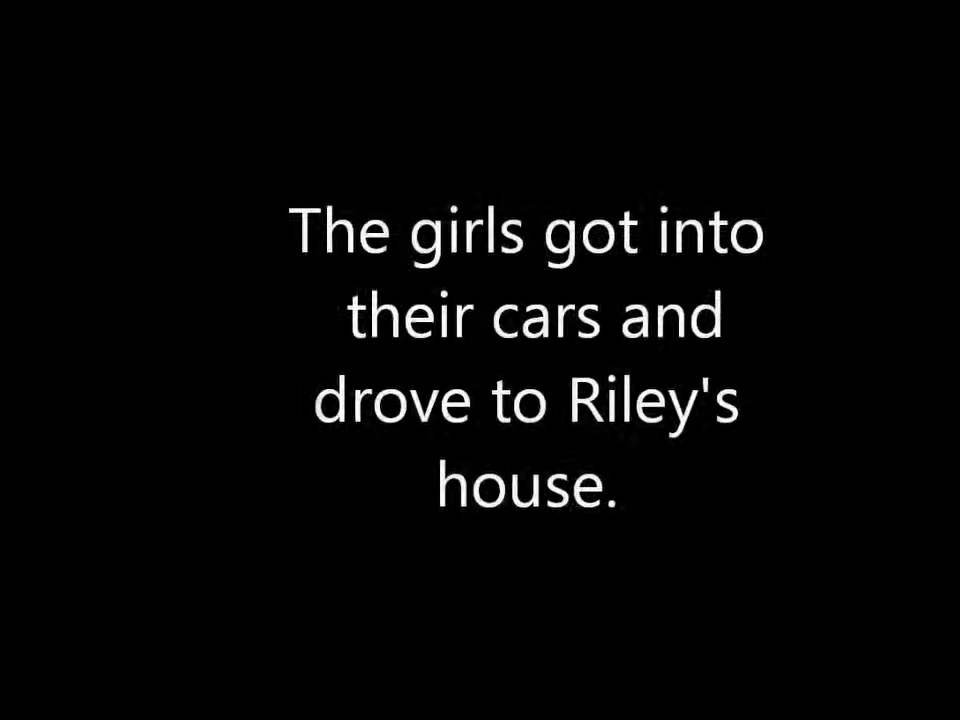 The girls got into
their cars and
drove to Riley's
house.